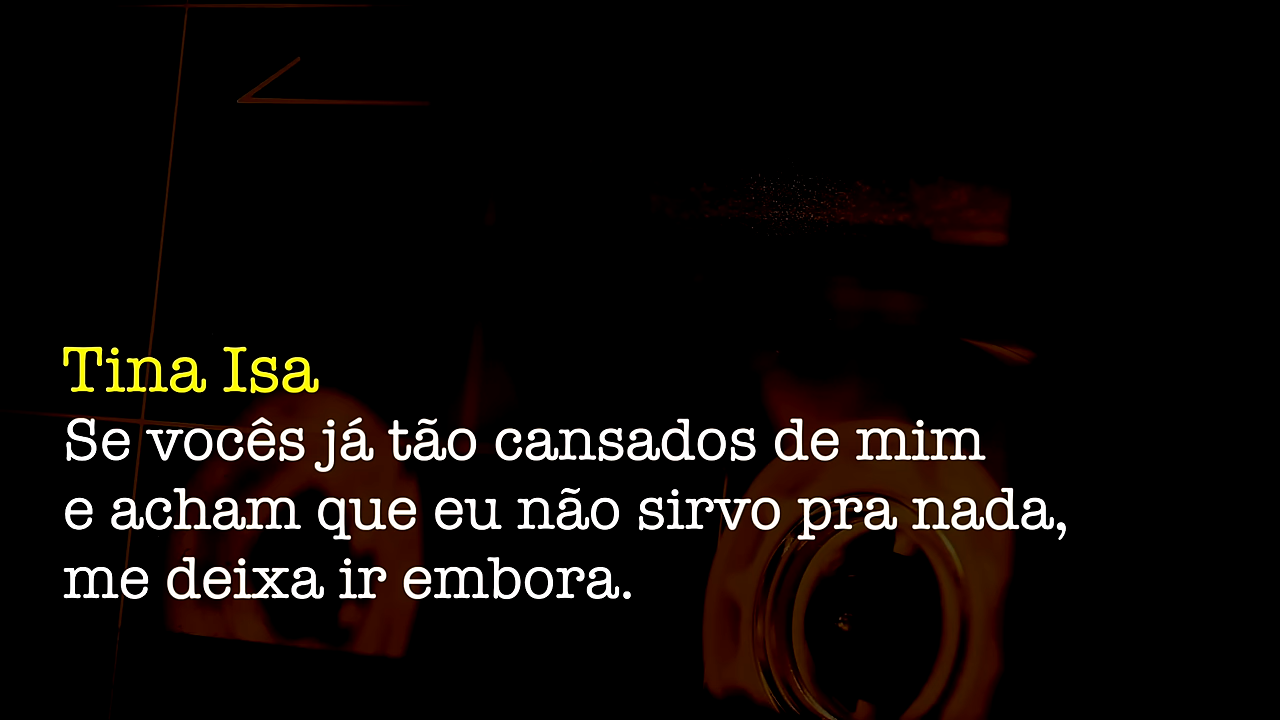 Tina Isa
Se vocês já tão cansados de mim
e acham que eu não sirvo pra nada,
me deixa ir embora.